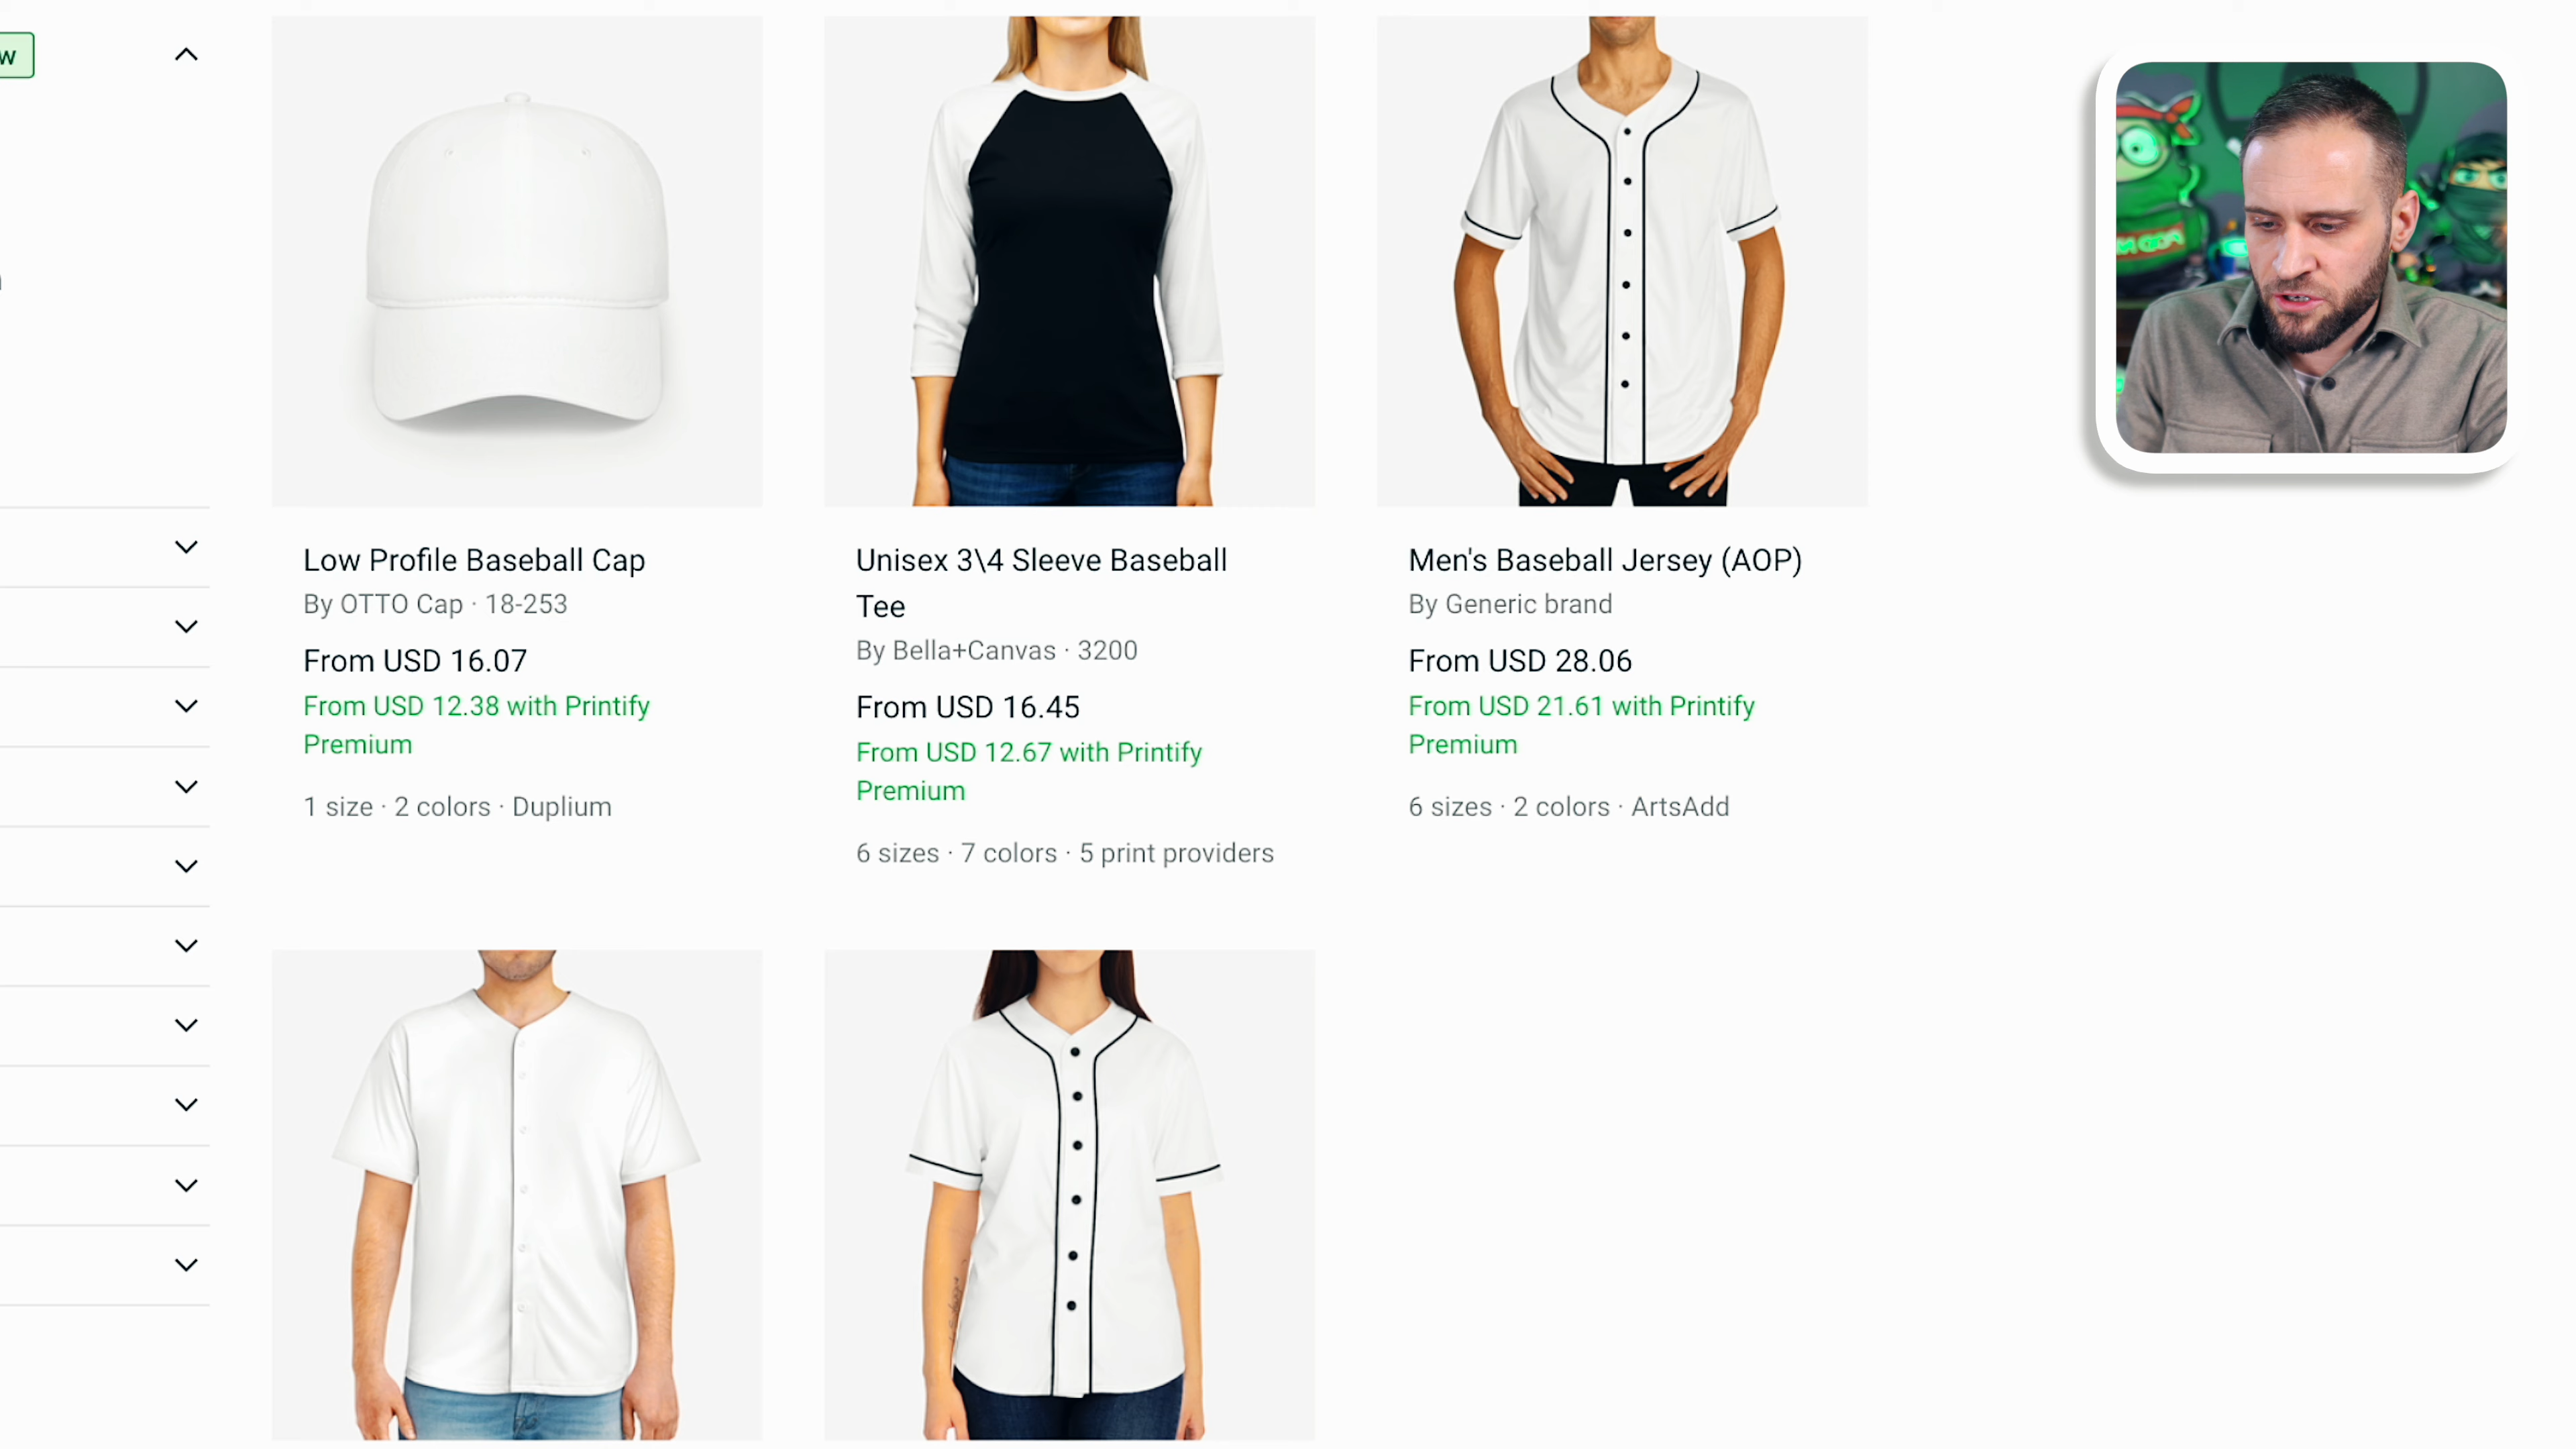 Low Profile Baseball Cap
By OTTO Cap · 18-253
From USD 16.07
From USD 12.38 with Printify
Premium
1 size · 2 colors · Duplium
Unisex 3\4 Sleeve Baseball
Tee
By Bella+Canvas · 3200
From USD 16.45
From USD 12.67 with Printify
Premium
6 sizes · 7 colors · 5 print providers
Men's Baseball Jersey (AOP)
By Generic brand
From USD 28.06
From USD 21.61 with Printify
Premium
6 sizes · 2 colors · ArtsAdd